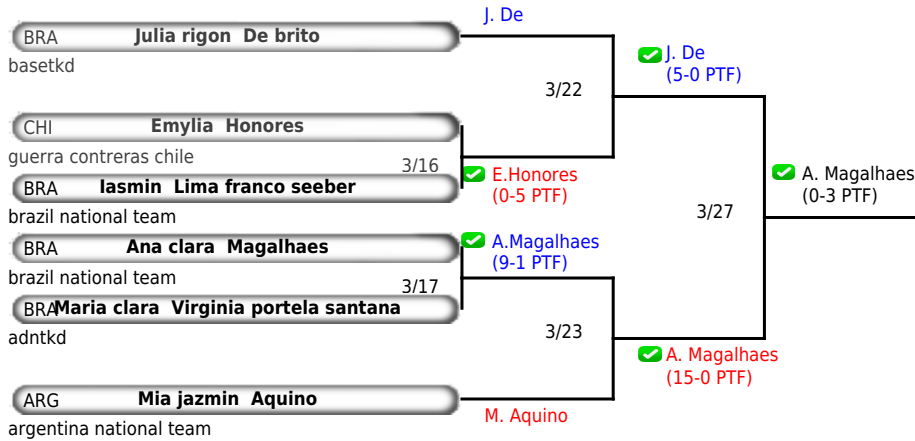 J. De
BRA Julia rigon De brito
basetkd
J. De
(5-0 PTF)
3/22
CHI Emylia Honores
guerra contreras chile
3/16
E.Honores
(0-5 PTF)
BRA Iasmin Lima franco seeber
brazil national team
A. Magalhaes
(0-3 PTF)
3/27
BRA Ana clara Magalhaes
brazil national team
A.Magalhaes
(9-1 PTF)
3/17
BRA Maria clara Virginia portela santana
adntkd
3/23
A. Magalhaes
(15-0 PTF)
ARG Mia jazmin Aquino
argentina national team
M. Aquino